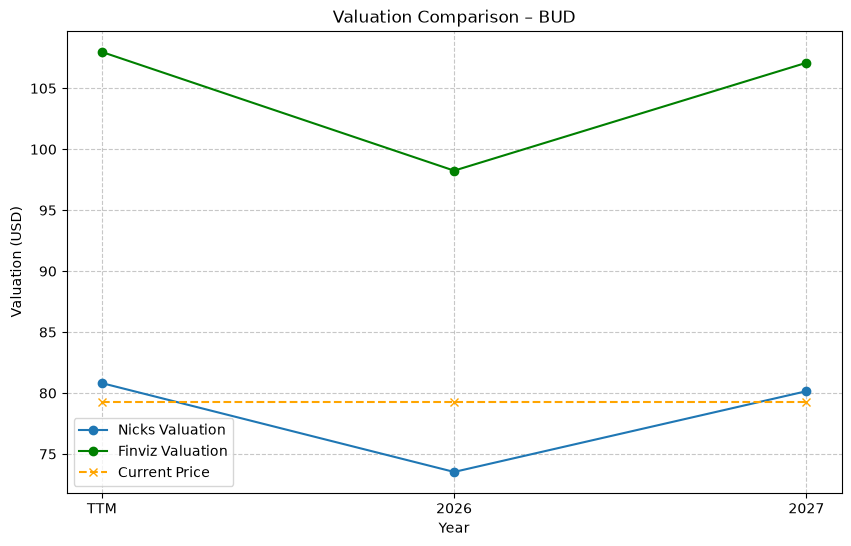 Valuation Comparison – BUD
Valuation (USD)
105
100
95
90
85
80
75
Nicks Valuation
Finviz Valuation
Current Price
TTM
2026
2027
Year